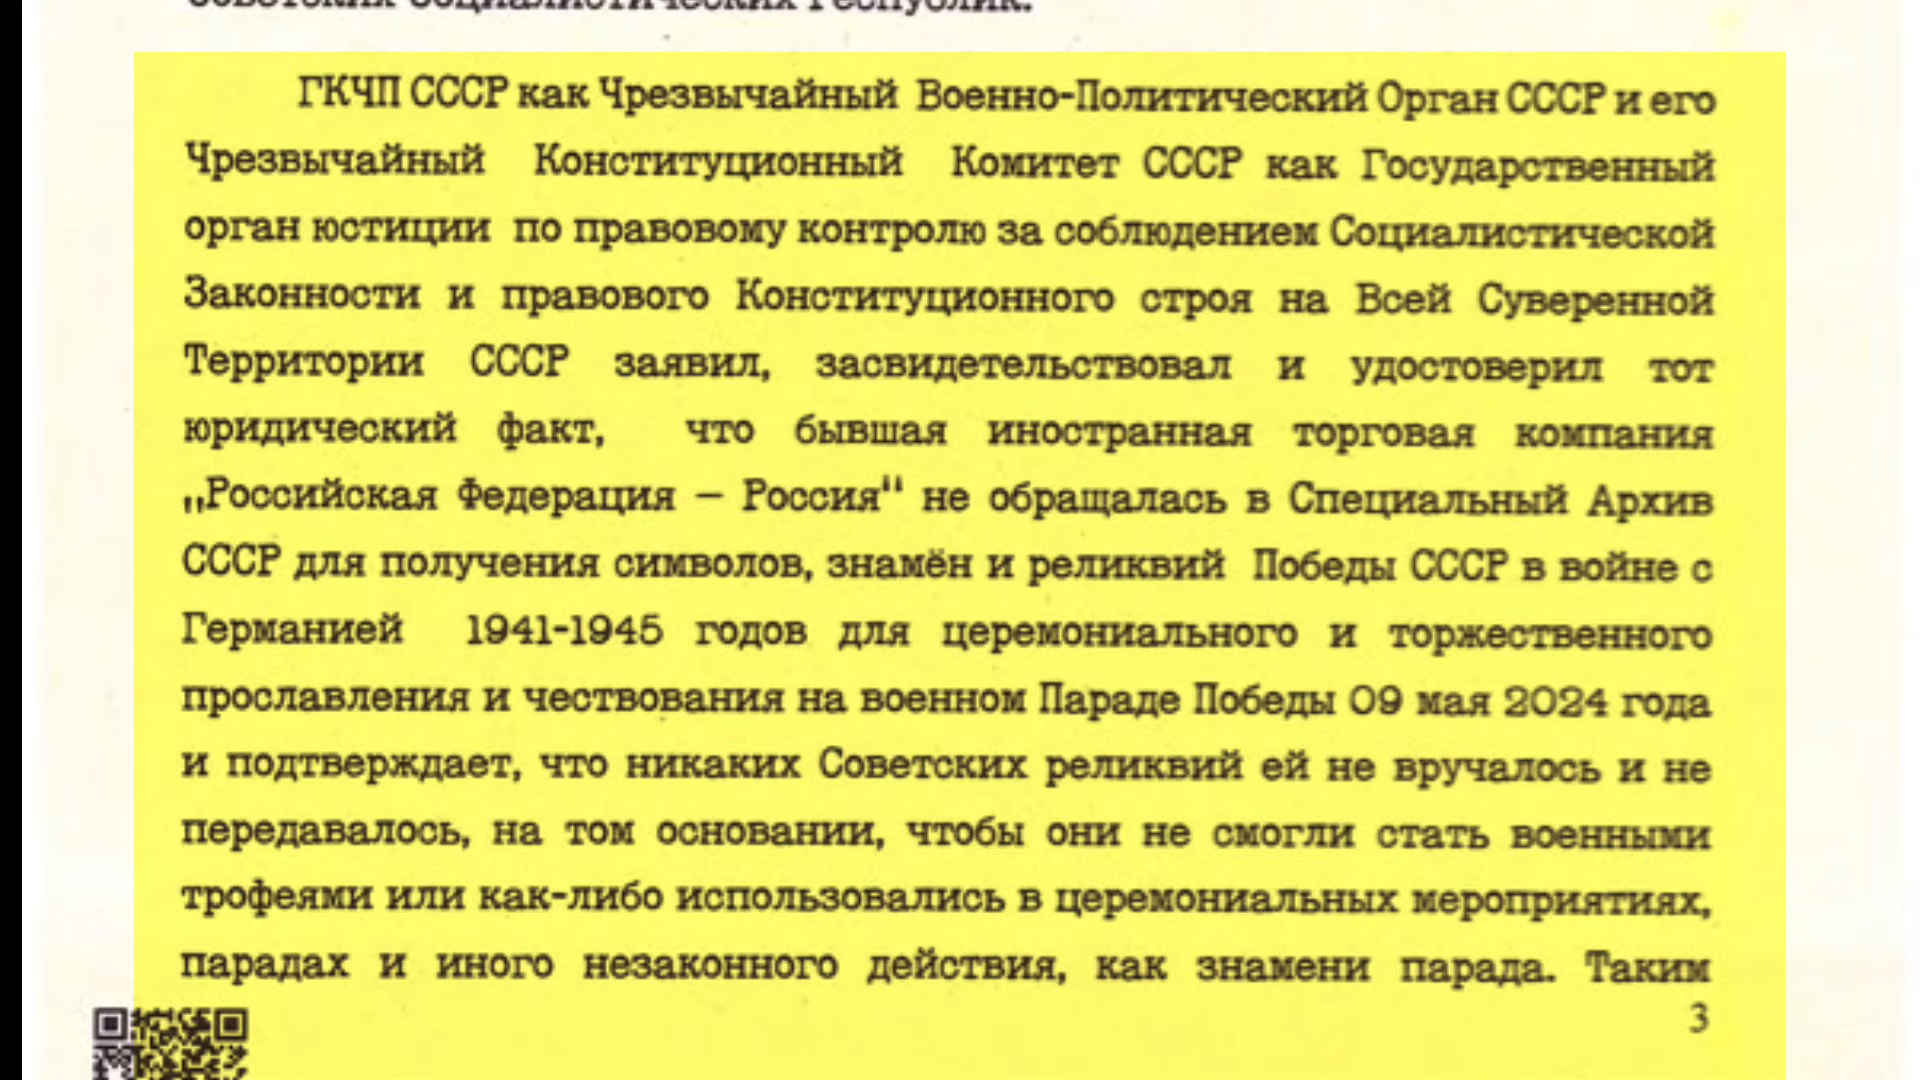 Советских Социалистических Республик.
ГКЧП СССР как Чрезвычайный Военно-Политический Орган СССР и его
Чрезвычайный Конституционный Комитет СССР как Государственный
орган юстиции по правовому контролю за соблюдением Социалистической
Законности и правового Конституционного строя на Всей Суверенной
Территории СССР заявил, засвидетельствовал и удостоверил тот
юридический факт, что бывшая иностранная торговая компания
„Российская Федерация – Россия" не обращалась в Специальный Архив
СССР для получения символов, знамён и реликвий Победы СССР в войне с
Германией 1941-1945 годов для церемониального и торжественного
прославления и чествования на военном Параде Победы 09 мая 2024 года
и подтверждает, что никаких Советских реликвий ей не вручалось и не
передавалось, на том основании, чтобы они не смогли стать военными
трофеями или как-либо использовались в церемониальных мероприятиях,
парадах и иного незаконного действия, как знамени парада. Таким
3